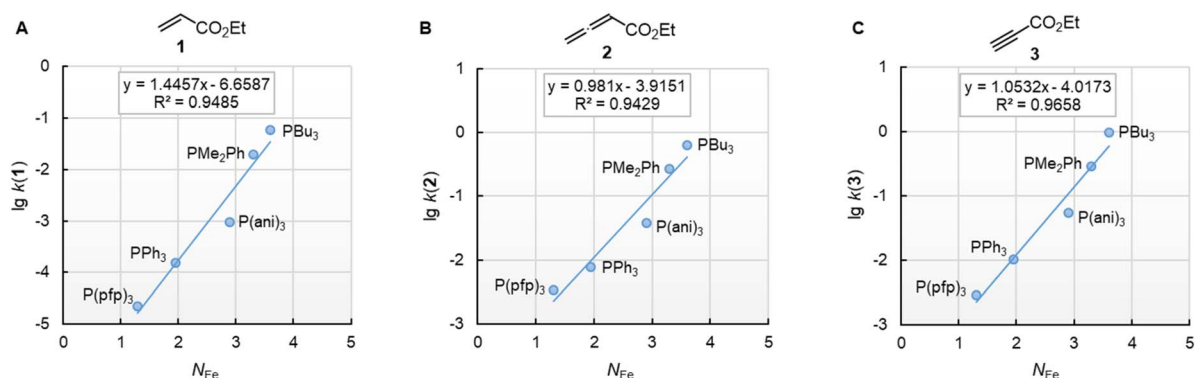 A
CO₂Et
1
y = 1.4457x - 6.6587
R² = 0.9485
0
-1
-2
-3
-4
-5
lg k(1)
PBu₃
PMe₂Ph
P(ani)₃
PPh₃
P(pfp)₃
0 1 2 3 4 5
N_Fe
B
CO₂Et
2
y = 0.981x - 3.9151
R² = 0.9429
1
0
-1
-2
-3
lg k(2)
PBu₃
PMe₂Ph
P(ani)₃
PPh₃
P(pfp)₃
0 1 2 3 4 5
N_Fe
C
CO₂Et
3
y = 1.0532x - 4.0173
R² = 0.9658
1
0
-1
-2
-3
lg k(3)
PBu₃
PMe₂Ph
P(ani)₃
PPh₃
P(pfp)₃
0 1 2 3 4 5
N_Fe